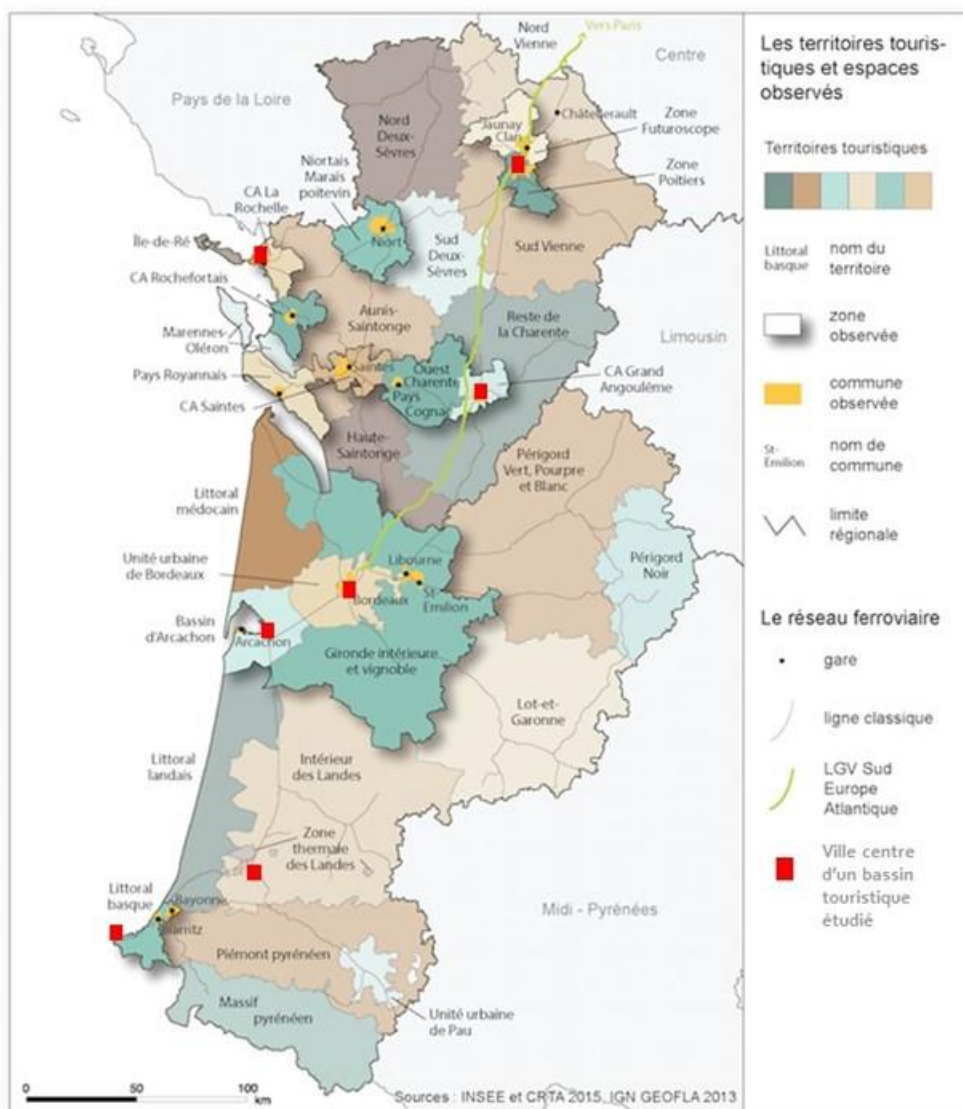 Vers Paris
Nord
Vienne
Centre
Pays de la Loire
Nord
Deux-
Sèvres
Châtellerault
Jaunay
Clan
Zone
Futuroscope
Niortais
Marais
poitevin
Zone
Poitiers
CA La
Rochelle
Île-de-Ré
Niort
Sud
Deux-
Sèvres
Sud Vienne
CA Rochefortais
Aunis-
Saintonge
Reste de
la Charente
Limousin
Marennes-
Oléron
Pays Royannais
Saintes
Ouest
Charente
Pays
Cognac
CA Grand
Angoulême
CA Saintes
Haute-
Saintonge
Périgord
Vert, Pourpre
et Blanc
Littoral
médocain
Périgord
Noir
Unité urbaine
de Bordeaux
Libourne
St-
Emilion
Bordeaux
Bassin
d'Arcachon
Arcachon
Gironde intérieure
et vignoble
Lot-et-
Garonne
Littoral
landais
Intérieur
des Landes
Zone
thermale
des Landes
Littoral
basque
Bayonne
Biarritz
Midi - Pyrénées
Piémont pyrénéen
Massif
pyrénéen
Unité urbaine
de Pau
0 50 100
km
Sources : INSEE et CRTA 2015, IGN GEOFLA 2013
Les territoires touris-
tiques et espaces
observés
Territoires touristiques
Littoral
basque
nom du
territoire
zone
observée
commune
observée
St-
Emilion
nom de
commune
limite
régionale
Le réseau ferroviaire
gare
ligne classique
LGV Sud
Europe
Atlantique
Ville centre
d'un bassin
touristique
étudié